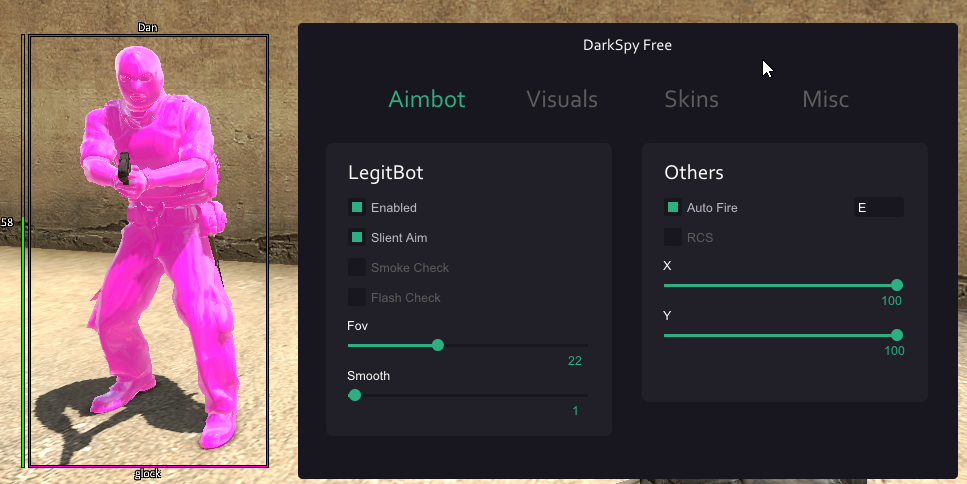 Dan
58
glock
DarkSpy Free
Aimbot Visuals Skins Misc
LegitBot
Enabled
Slient Aim
Smoke Check
Flash Check
Fov
22
Smooth
1
Others
Auto Fire E
RCS
X
100
Y
100